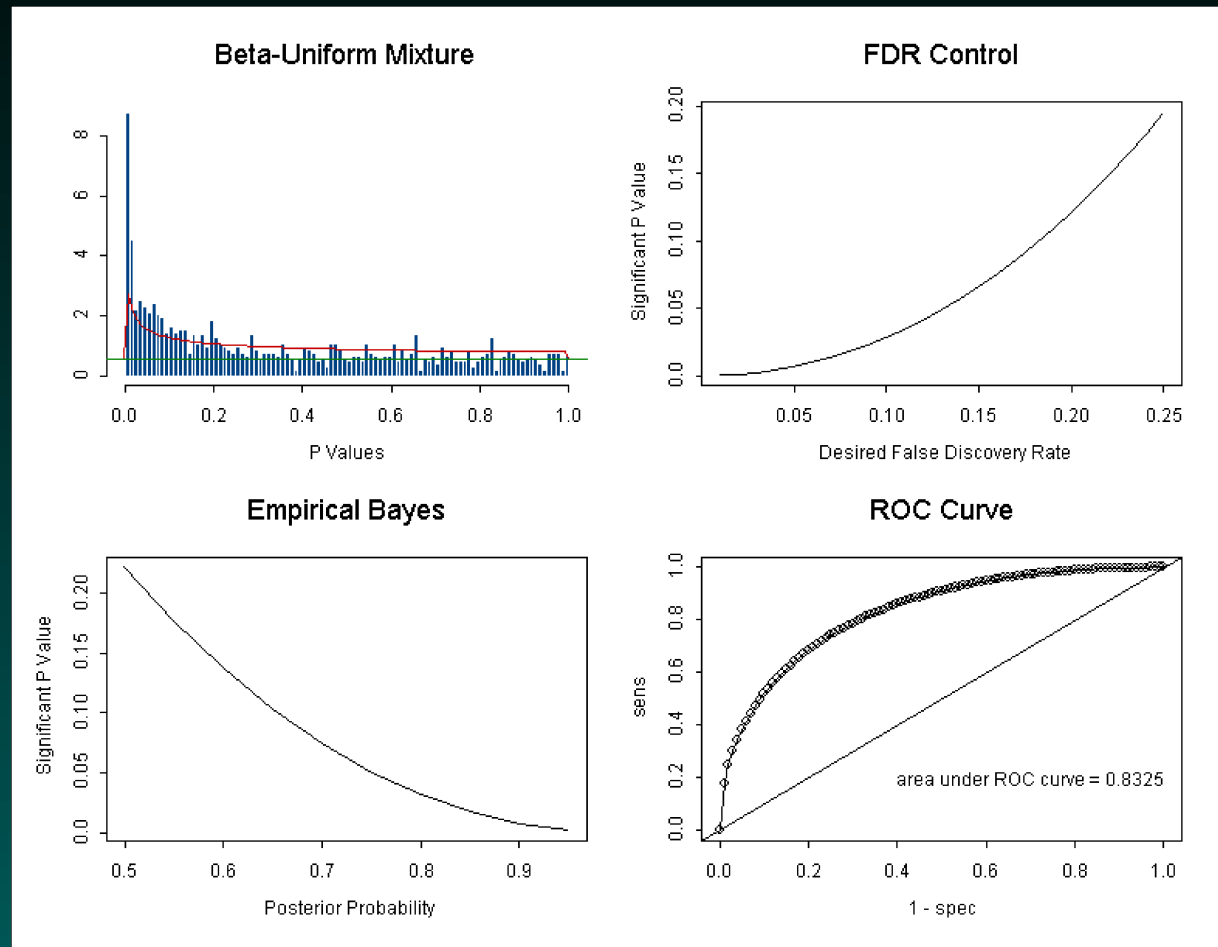 Beta-Uniform Mixture
8
6
4
2
0
0.0 0.2 0.4 0.6 0.8 1.0
P Values
FDR Control
Significant P Value
0.20
0.15
0.10
0.05
0.0
0.05 0.10 0.15 0.20 0.25
Desired False Discovery Rate
Empirical Bayes
Significant P Value
0.20
0.15
0.10
0.05
0.0
0.5 0.6 0.7 0.8 0.9
Posterior Probability
ROC Curve
sens
1.0
0.8
0.6
0.4
0.2
0.0
area under ROC curve = 0.8325
0.0 0.2 0.4 0.6 0.8 1.0
1 - spec